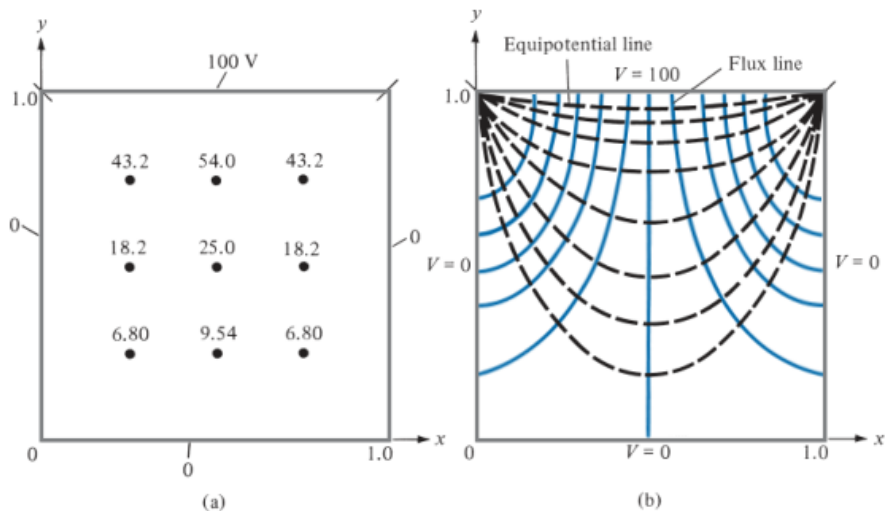 y
100 V
1.0
43.2 54.0 43.2
0
0
18.2 25.0 18.2
6.80 9.54 6.80
x
0
0
1.0
(a)
y
Equipotential line
Flux line
V = 100
1.0
V = 0
V = 0
x
0
V = 0
1.0
(b)